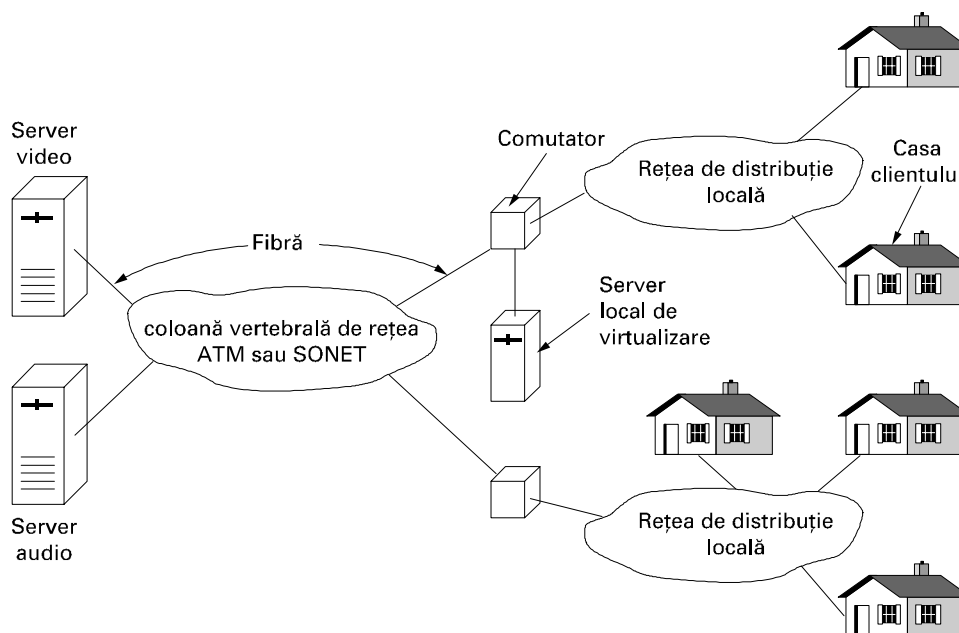 Server
video
Comutator
Rețea de distribuție
locală
Casa
clientului
Fibră
coloană vertebrală de rețea
ATM sau SONET
Server
local de
virtualizare
Server
audio
Rețea de distribuție
locală